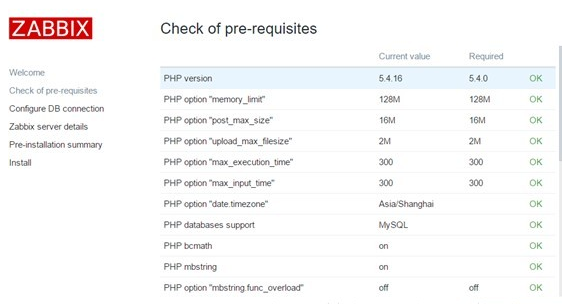 ZABBIX
Check of pre-requisites
Welcome
Check of pre-requisites
Configure DB connection
Zabbix server details
Pre-installation summary
Install
Current value Required
PHP version 5.4.16 5.4.0 OK
PHP option "memory_limit" 128M 128M OK
PHP option "post_max_size" 16M 16M OK
PHP option "upload_max_filesize" 2M 2M OK
PHP option "max_execution_time" 300 300 OK
PHP option "max_input_time" 300 300 OK
PHP option "date.timezone" Asia/Shanghai OK
PHP databases support MySQL OK
PHP bcmath on OK
PHP mbstring on OK
PHP option "mbstring.func_overload" off off OK